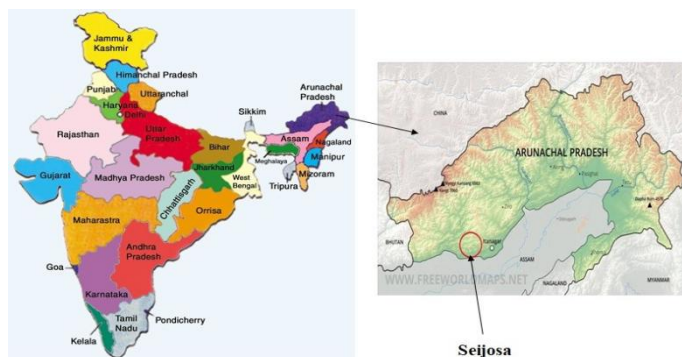 Jammu &
Kashmir
Himanchal Pradesh
Punjab
Uttaranchal
Haryana
Delhi
Rajasthan
Uttar
Pradesh
Bihar
Sikkim
Arunachal
Pradesh
Assam
Nagaland
Meghalaya
Manipur
Tripura
Mizoram
Gujarat
Madhya Pradesh
Jharkhand
West
Bengal
Chhattisgarh
Orrisa
Maharastra
Andhra
Pradesh
Goa
Karnataka
Tamil
Nadu
Pondicherry
Kelala
CHINA
ARUNACHAL PRADESH
BHUTAN
Itanagar
ASSAM
NAGALAND
MYANMAR
WWW.FREEWORLDMAPS.NET
Seijosa